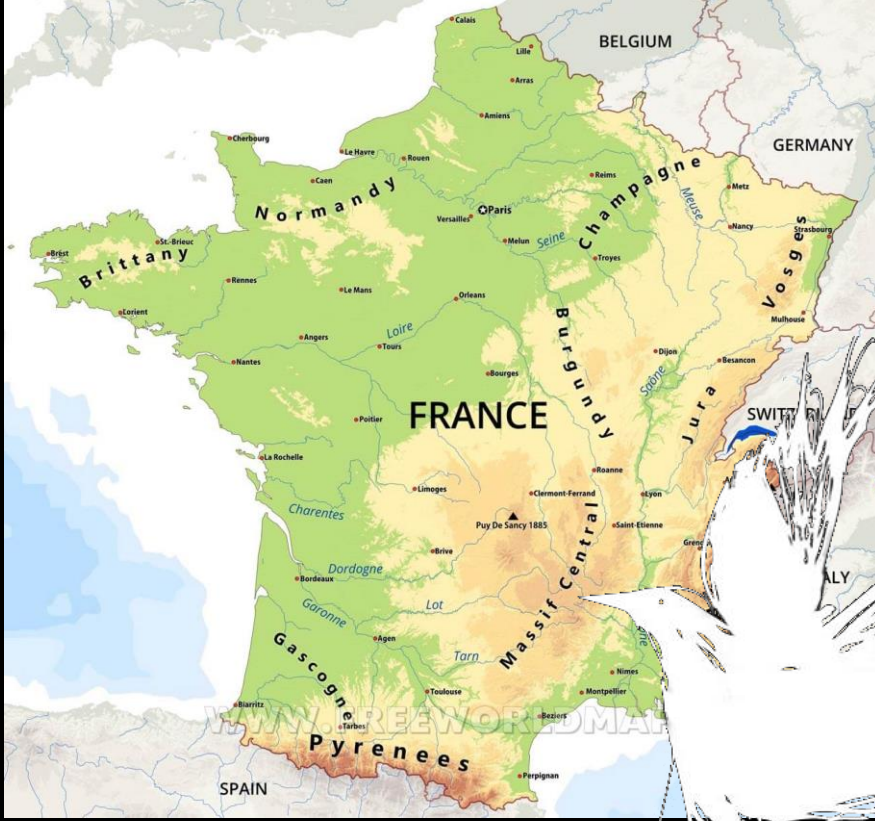 Calais
BELGIUM
Lille
Arras
Amiens
Cherbourg
GERMANY
Le Havre
Rouen
Caen
Reims
Champagne
Metz
Normandy
Meuse
Paris
Versailles
Nancy
Strasbourg
St.-Brieuc
Melun
Seine
Brest
Brittany
Troyes
Vosges
Rennes
Le Mans
Orleans
Lorient
Mulhouse
Loire
Angers
Tours
Burgundy
Dijon
Nantes
Besancon
Bourges
Saône
FRANCE
Jura
Poitier
La Rochelle
Roanne
Limoges
Clermont-Ferrand
Lyon
Charentes
Puy De Sancy 1885
Saint-Etienne
Brive
Massif Central
Dordogne
Bordeaux
Garonne
Lot
Gascogne
Agen
Tarn
Nimes
Toulouse
Montpellier
Biarritz
Beziers
Tarbes
Pyrenees
Perpignan
SPAIN